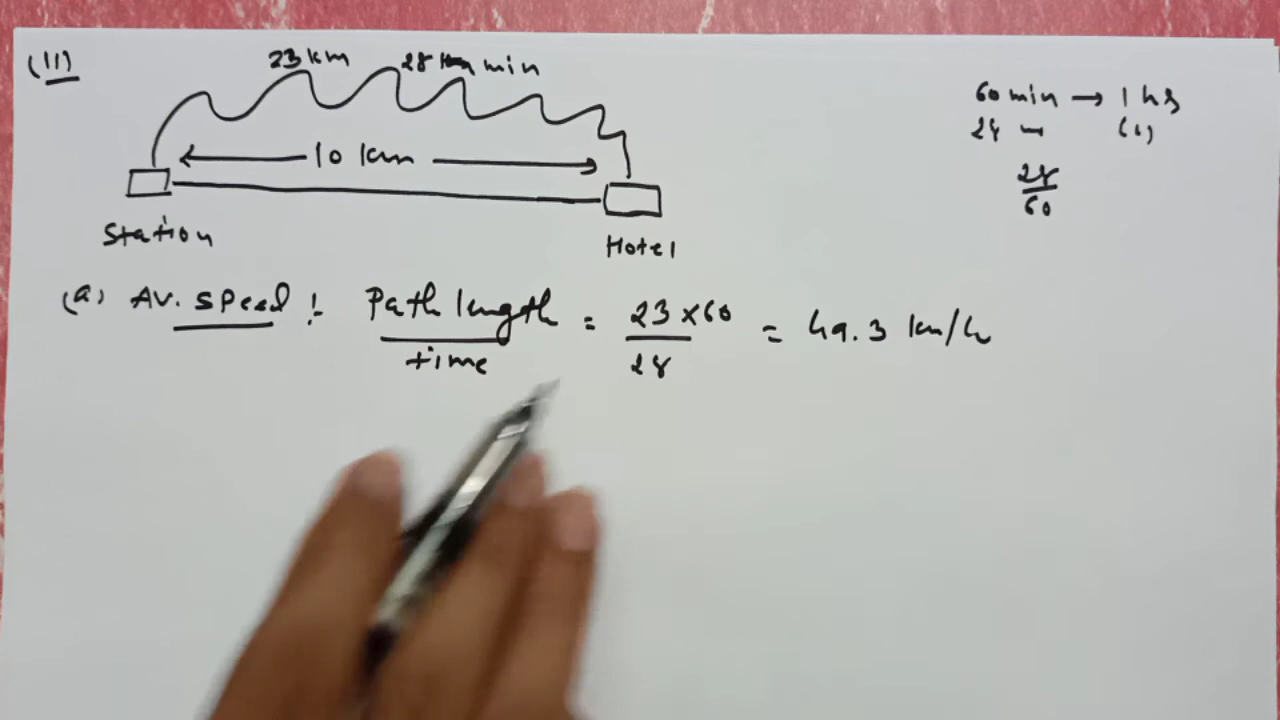 (11)
23 km 28 min
10 km
Station
Hotel
60 min → 1 hr
28
28
60
(a) Av. speed :- Path length / time = 23 x 60 / 28 = 49.3 km/h